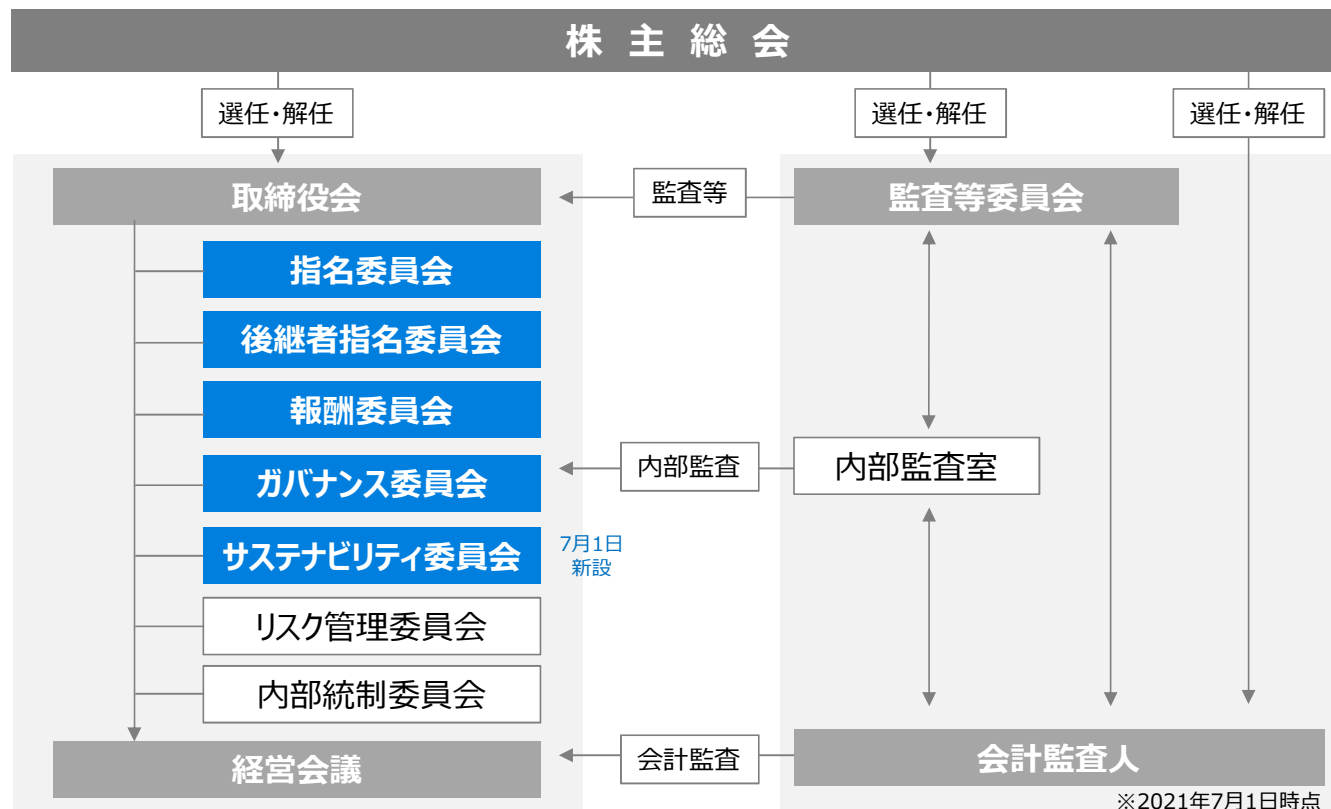 株主総会
選任・解任
選任・解任
選任・解任
取締役会
監査等
監査等委員会
指名委員会
後継者指名委員会
報酬委員会
ガバナンス委員会
内部監査
内部監査室
サステナビリティ委員会
7月1日
新設
リスク管理委員会
内部統制委員会
経営会議
会計監査
会計監査人
※2021年7月1日時点